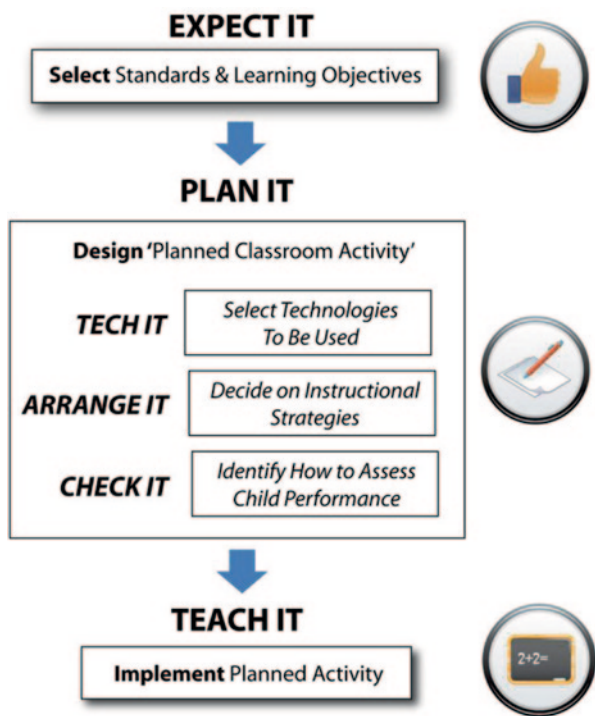 EXPECT IT
Select Standards & Learning Objectives
PLAN IT
Design 'Planned Classroom Activity'
TECH IT
Select Technologies
To Be Used
ARRANGE IT
Decide on Instructional
Strategies
CHECK IT
Identify How to Assess
Child Performance
TEACH IT
Implement Planned Activity
2+2=